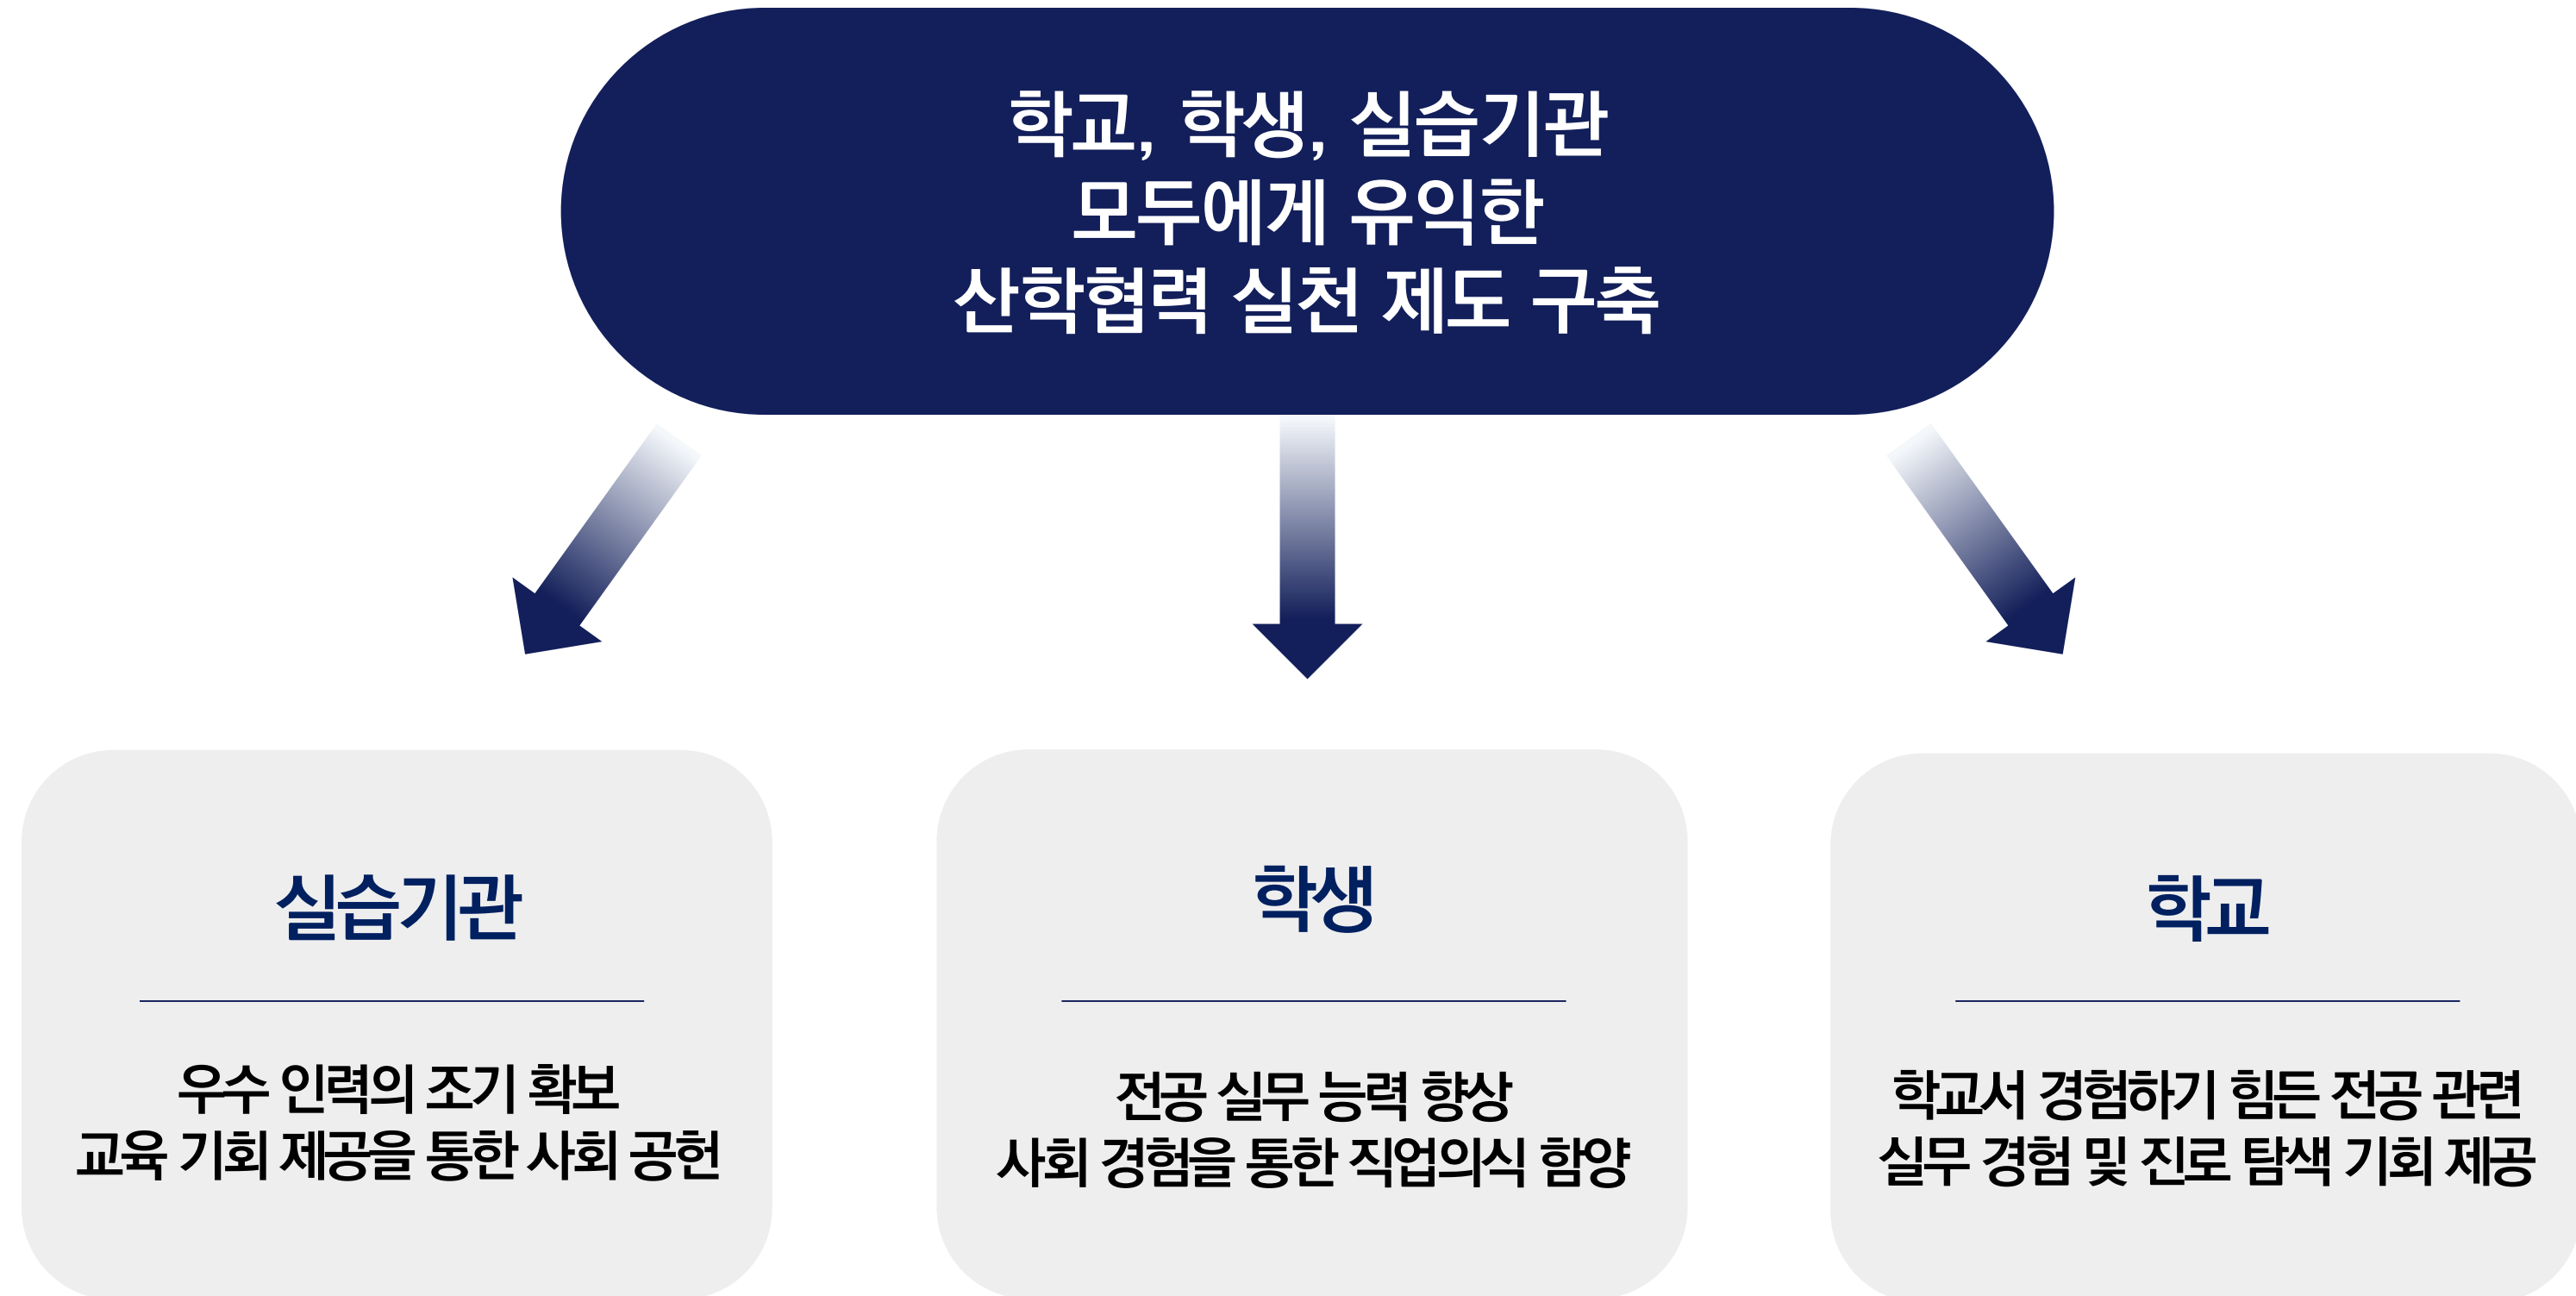 학교, 학생, 실습기관
모두에게 유익한
산학협력 실천 제도 구축
실습기관
우수 인력의 조기 확보
교육 기회 제공을 통한 사회 공헌
학생
전공 실무 능력 향상
사회 경험을 통한 직업의식 함양
학교
학교서 경험하기 힘든 전공 관련
실무 경험 및 진로 탐색 기회 제공